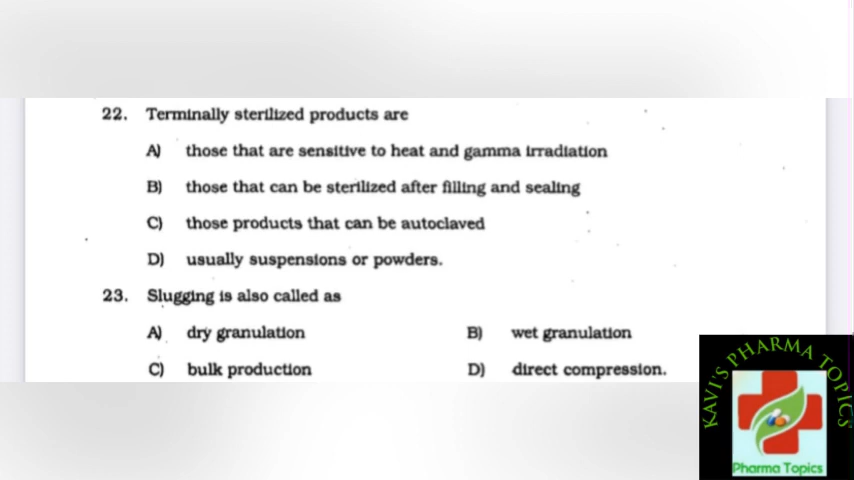 22. Terminally sterilized products are
A) those that are sensitive to heat and gamma irradiation
B) those that can be sterilized after filling and sealing
C) those products that can be autoclaved
D) usually suspensions or powders.
23. Slugging is also called as
A) dry granulation B) wet granulation
C) bulk production D) direct compression.
KAVI'S PHARMA TOPICS
Pharma Topics